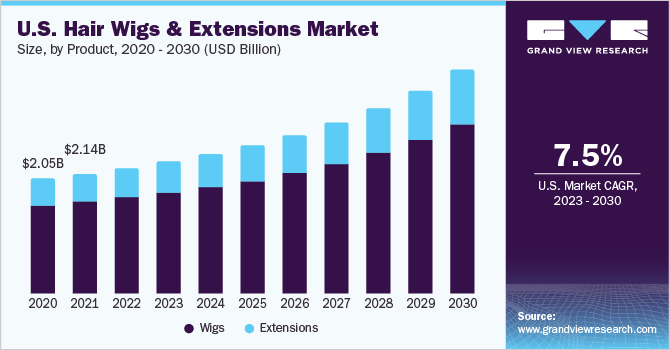 U.S. Hair Wigs & Extensions Market
Size, by Product, 2020 - 2030 (USD Billion)
$2.05B
$2.14B
2020 2021 2022 2023 2024 2025 2026 2027 2028 2029 2030
Wigs Extensions
GRAND VIEW RESEARCH
7.5%
U.S. Market CAGR,
2023 - 2030
Source:
www.grandviewresearch.com